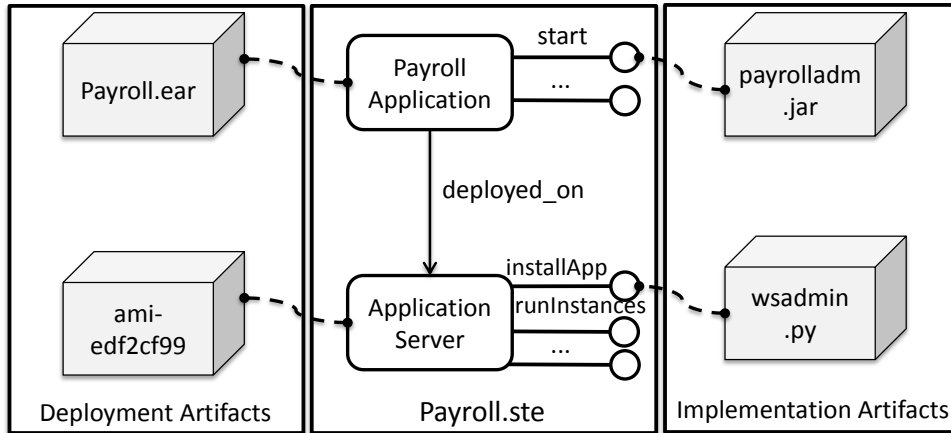 Payroll.ear
ami-
edf2cf99
Deployment Artifacts
Payroll
Application
start
...
deployed_on
Application
Server
installApp
runInstances
...
Payroll.ste
payrolladm
.jar
wsadmin
.py
Implementation Artifacts